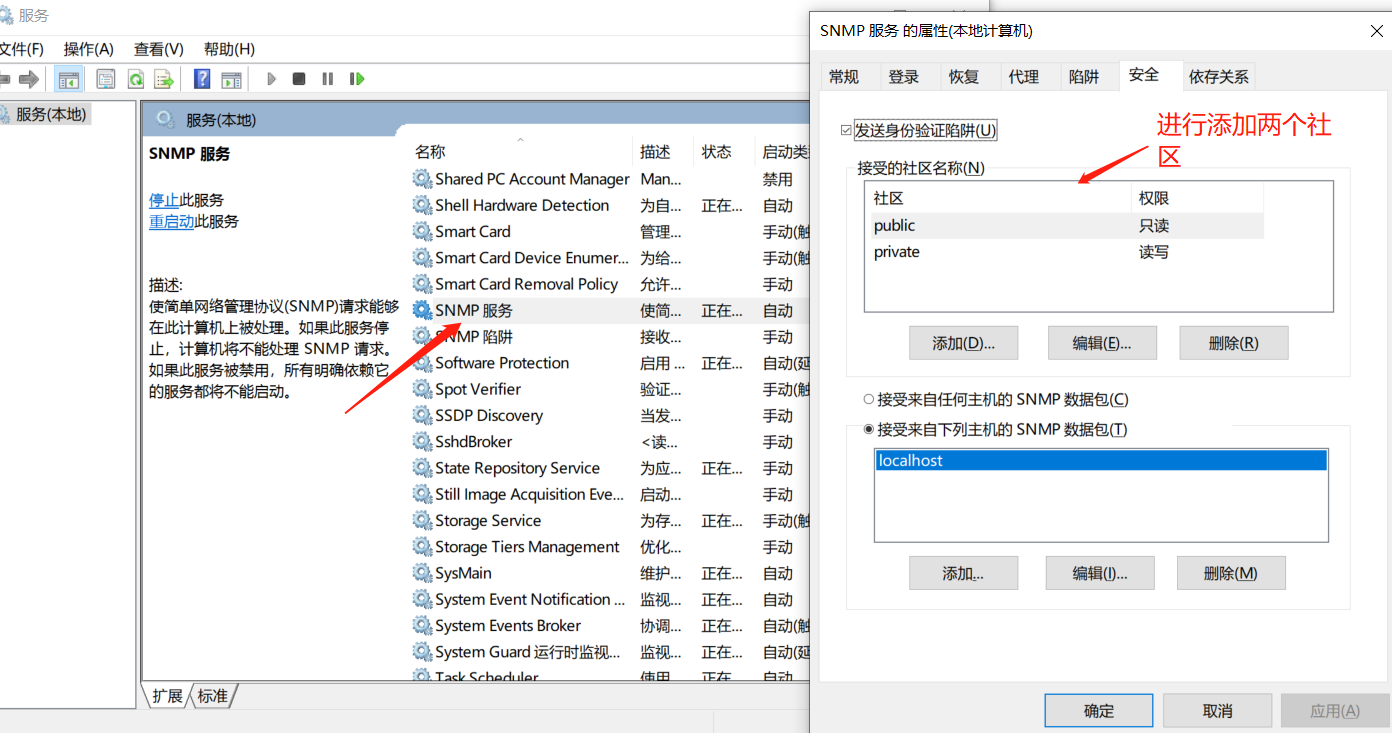 服务
文件(F) 操作(A) 查看(V) 帮助(H)
服务(本地)
服务(本地)
SNMP 服务
停止此服务
重启动此服务
描述:
使简单网络管理协议(SNMP)请求能够
在此计算机上被处理。如果此服务停
止，计算机将不能处理 SNMP 请求。
如果此服务被禁用，所有明确依赖它
的服务都将不能启动。
名称 描述 状态 启动类
Shared PC Account Manager Man... 禁用
Shell Hardware Detection 为自... 正在... 自动
Smart Card 管理... 手动(触
Smart Card Device Enumer... 为给... 手动(触
Smart Card Removal Policy 允许... 手动
SNMP 服务 使简... 正在... 自动
SNMP 陷阱 接收... 手动
Software Protection 启用 ... 正在... 自动(延
Spot Verifier 验证... 手动(触
SSDP Discovery 当发... 手动
SshdBroker <读... 手动
State Repository Service 为应... 正在... 手动
Still Image Acquisition Eve... 启动... 手动
Storage Service 为存... 正在... 手动(触
Storage Tiers Management 优化... 手动
SysMain 维护... 正在... 自动
System Event Notification ... 监视... 正在... 自动
System Events Broker 协调... 正在... 自动(触
System Guard 运行时监视... 监视... 正在... 自动(延
Task Scheduler 使用 正在 自动
扩展 标准
SNMP 服务 的属性(本地计算机)
常规 登录 恢复 代理 陷阱 安全 依存关系
发送身份验证陷阱(U)
进行添加两个社
区
接受的社区名称(N)
社区 权限
public 只读
private 读写
添加(D)... 编辑(E)... 删除(R)
接受来自任何主机的 SNMP 数据包(C)
接受来自下列主机的 SNMP 数据包(T)
localhost
添加... 编辑(I)... 删除(M)
确定 取消 应用(A)